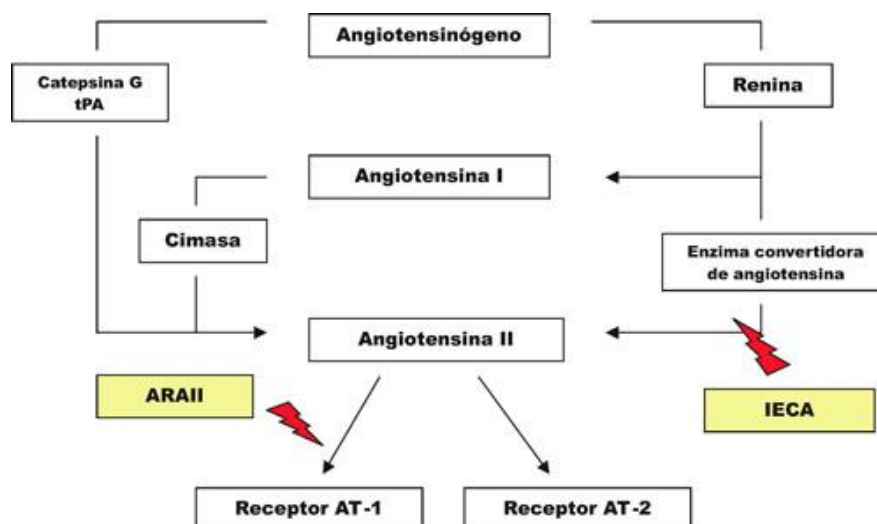 Angiotensinógeno
Catepsina G
tPA
Renina
Angiotensina I
Cimasa
Enzima convertidora
de angiotensina
Angiotensina II
ARAII
IECA
Receptor AT-1
Receptor AT-2